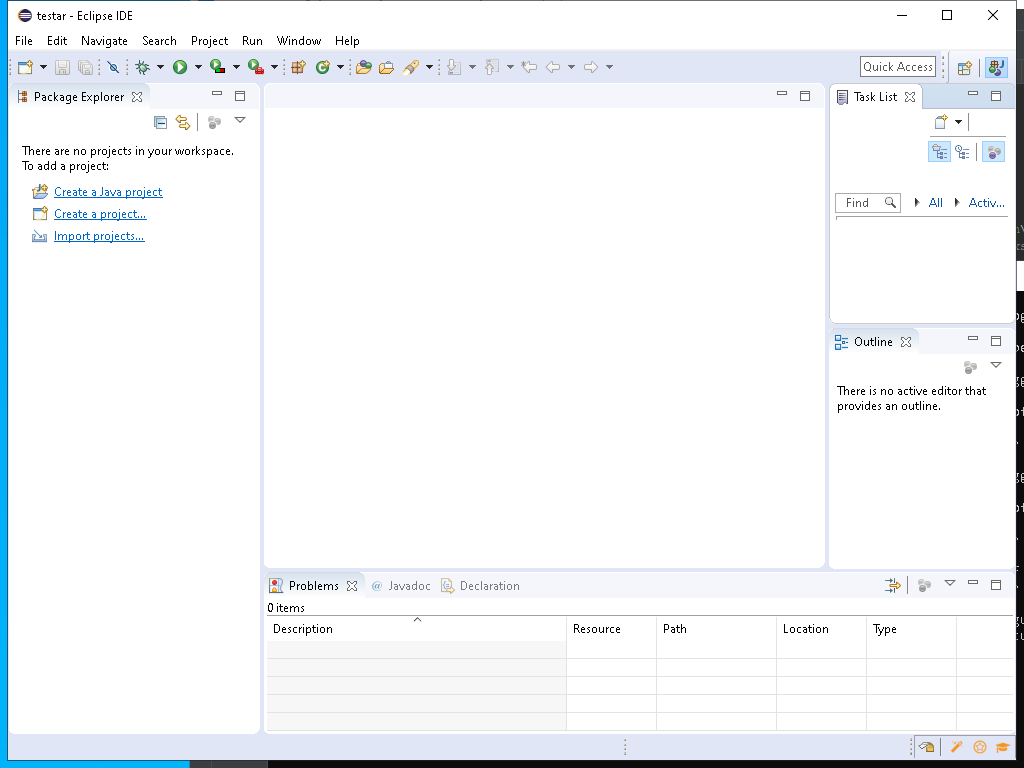 testar - Eclipse IDE
File Edit Navigate Search Project Run Window Help
Quick Access
Package Explorer
There are no projects in your workspace.
To add a project:
Create a Java project
Create a project...
Import projects...
Task List
Find All Activ...
Outline
There is no active editor that
provides an outline.
Problems @ Javadoc Declaration
0 items
Description Resource Path Location Type